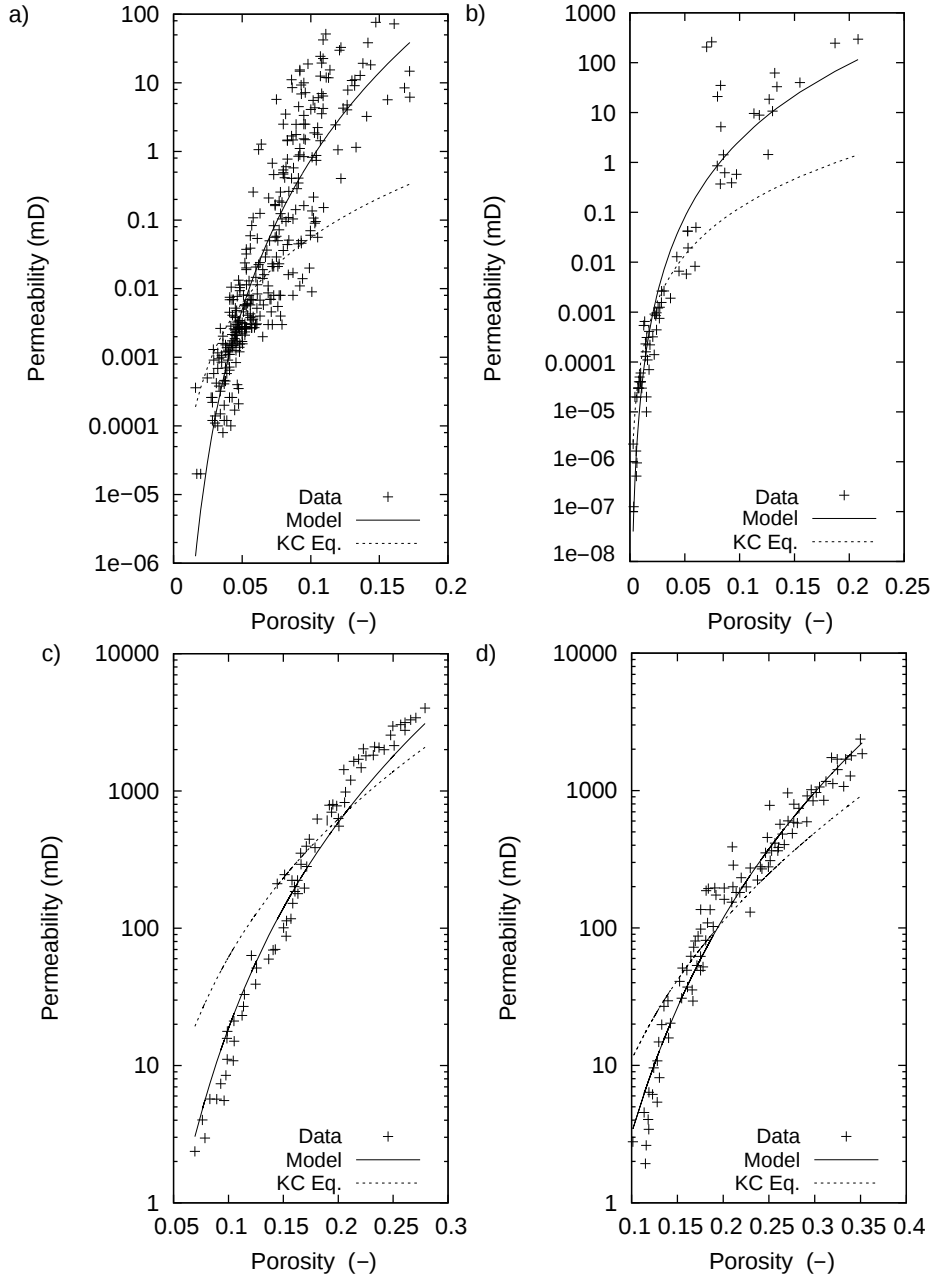 a)
Permeability (mD)
100
10
1
0.1
0.01
0.001
0.0001
1e−05
1e−06
Data
Model
KC Eq.
0 0.05 0.1 0.15 0.2
Porosity (−)
b)
Permeability (mD)
1000
100
10
1
0.1
0.01
0.001
0.0001
1e−05
1e−06
1e−07
1e−08
Data
Model
KC Eq.
0 0.05 0.1 0.15 0.2 0.25
Porosity (−)
c)
Permeability (mD)
10000
1000
100
10
1
Data
Model
KC Eq.
0.05 0.1 0.15 0.2 0.25 0.3
Porosity (−)
d)
Permeability (mD)
10000
1000
100
10
1
Data
Model
KC Eq.
0.1 0.15 0.2 0.25 0.3 0.35 0.4
Porosity (−)